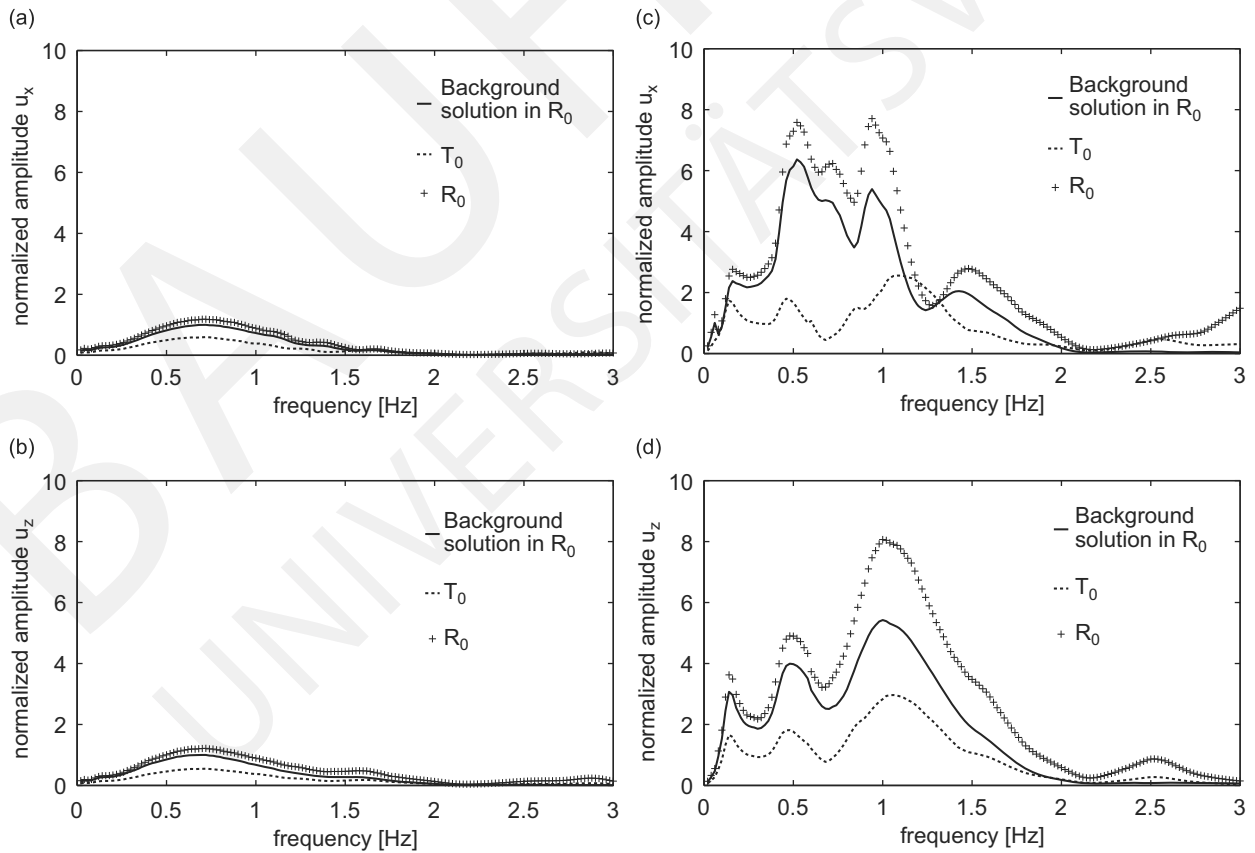 (a)
10
8
6
4
2
0
normalized amplitude u_x
Background
solution in R_0
T_0
R_0
0
0.5
1
1.5
2
2.5
3
frequency [Hz]
(b)
10
8
6
4
2
0
normalized amplitude u_z
Background
solution in R_0
T_0
R_0
0
0.5
1
1.5
2
2.5
3
frequency [Hz]
(c)
10
8
6
4
2
0
normalized amplitude u_x
Background
solution in R_0
T_0
R_0
0
0.5
1
1.5
2
2.5
3
frequency [Hz]
(d)
10
8
6
4
2
0
normalized amplitude u_z
Background
solution in R_0
T_0
R_0
0
0.5
1
1.5
2
2.5
3
frequency [Hz]